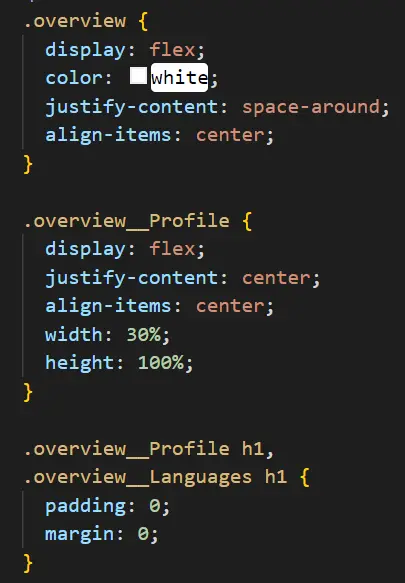 .overview {
display: flex;
color: white;
justify-content: space-around;
align-items: center;
}
.overview__Profile {
display: flex;
justify-content: center;
align-items: center;
width: 30%;
height: 100%;
}
.overview__Profile h1,
.overview__Languages h1 {
padding: 0;
margin: 0;
}